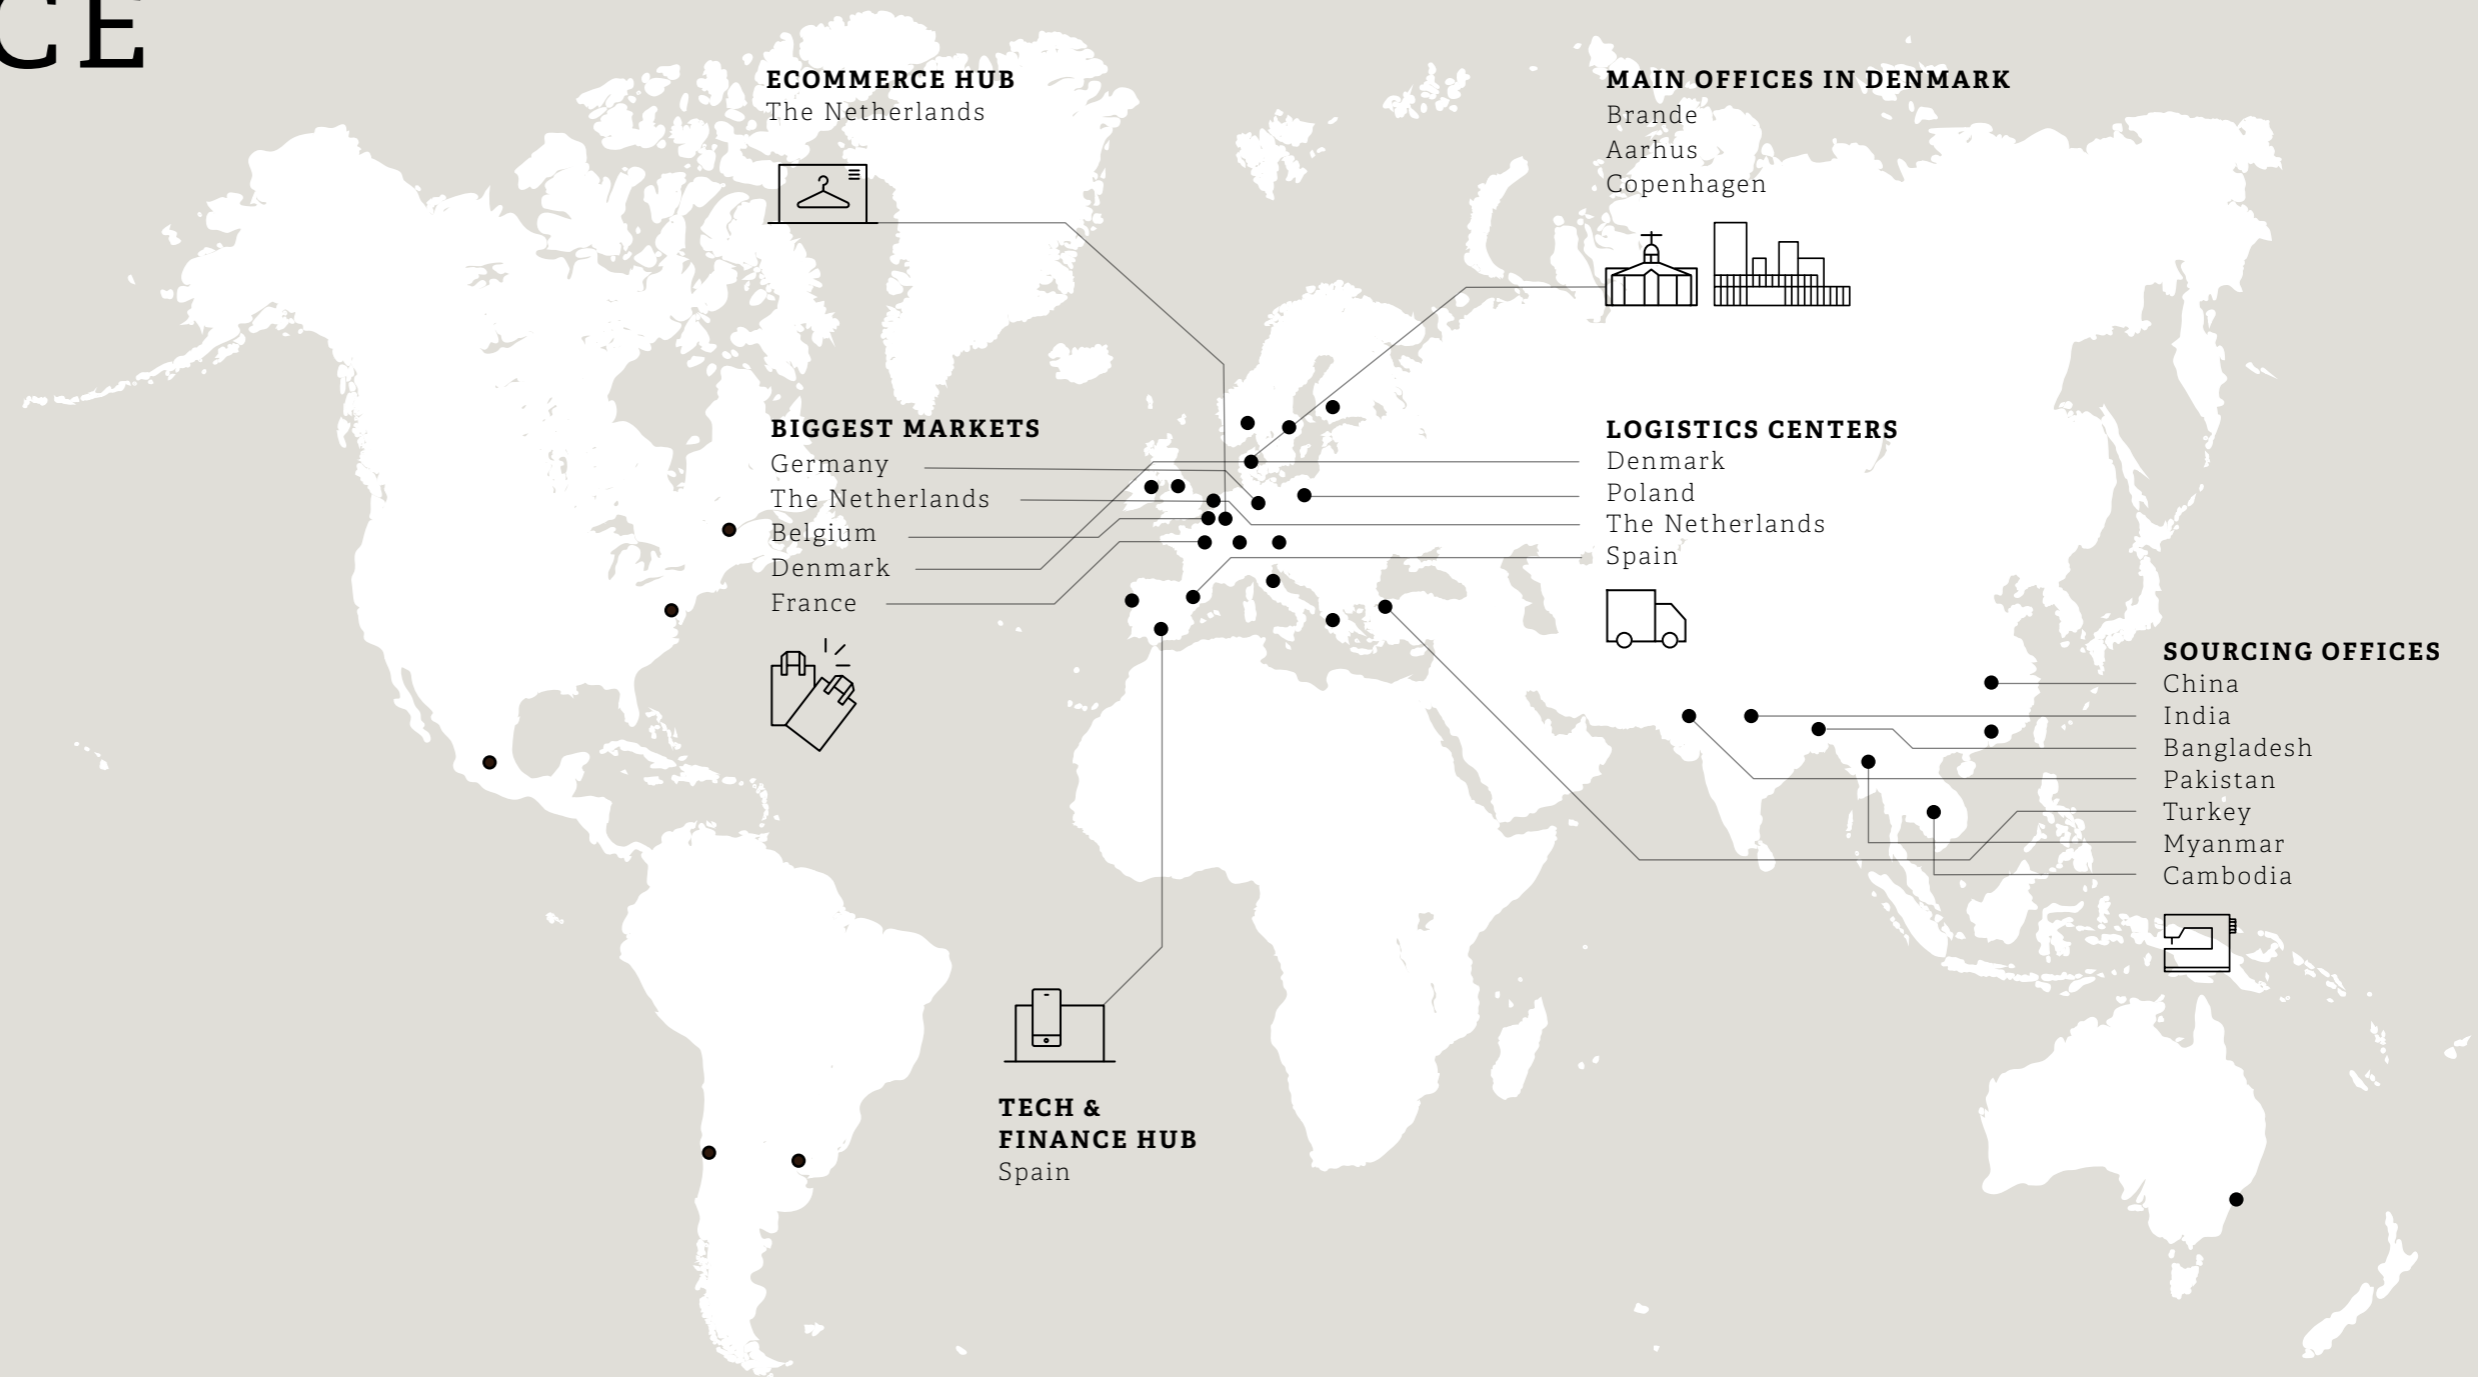 CE
ECOMMERCE HUB
The Netherlands
MAIN OFFICES IN DENMARK
Brande
Aarhus
Copenhagen
BIGGEST MARKETS
Germany
The Netherlands
Belgium
Denmark
France
LOGISTICS CENTERS
Denmark
Poland
The Netherlands
Spain
SOURCING OFFICES
China
India
Bangladesh
Pakistan
Turkey
Myanmar
Cambodia
TECH &
FINANCE HUB
Spain